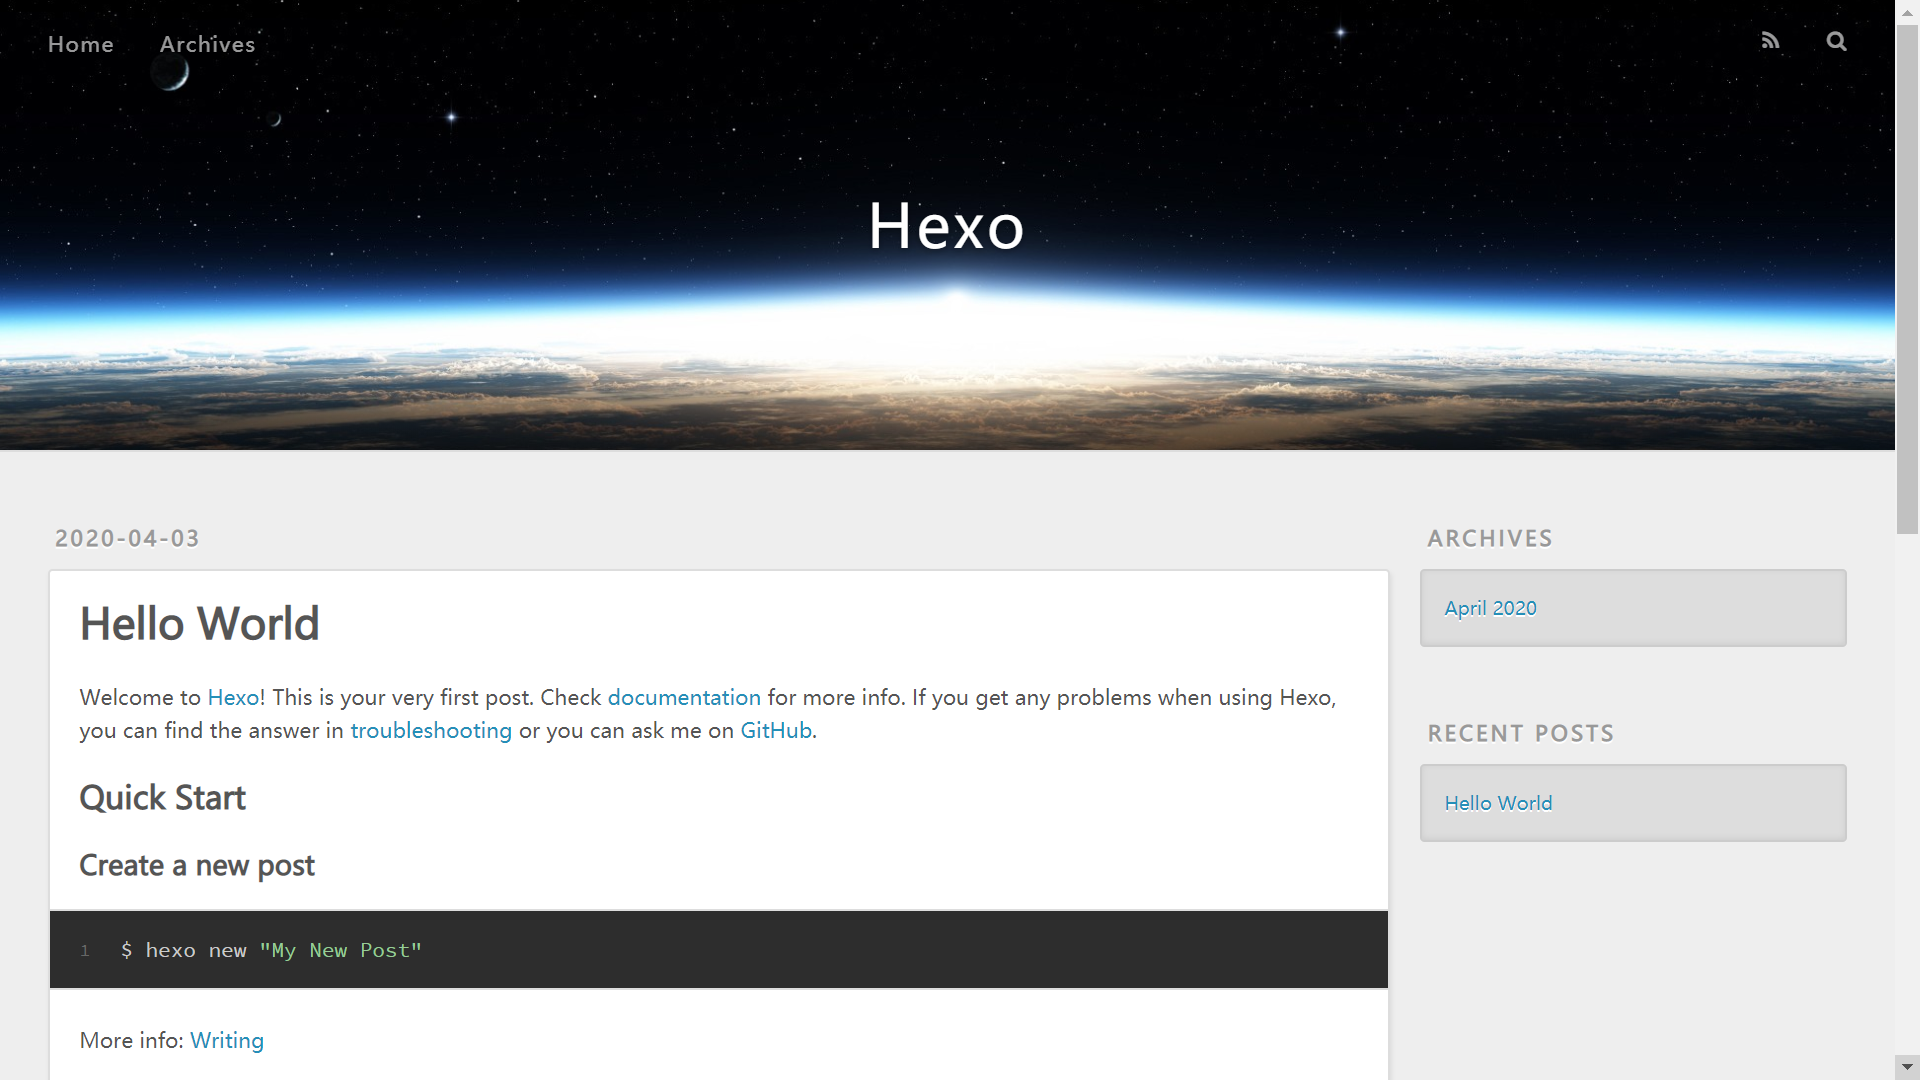 Home Archives
Hexo
2020-04-03
Hello World
Welcome to Hexo! This is your very first post. Check documentation for more info. If you get any problems when using Hexo,
you can find the answer in troubleshooting or you can ask me on GitHub.
Quick Start
Create a new post
1 $ hexo new "My New Post"
More info: Writing
ARCHIVES
April 2020
RECENT POSTS
Hello World